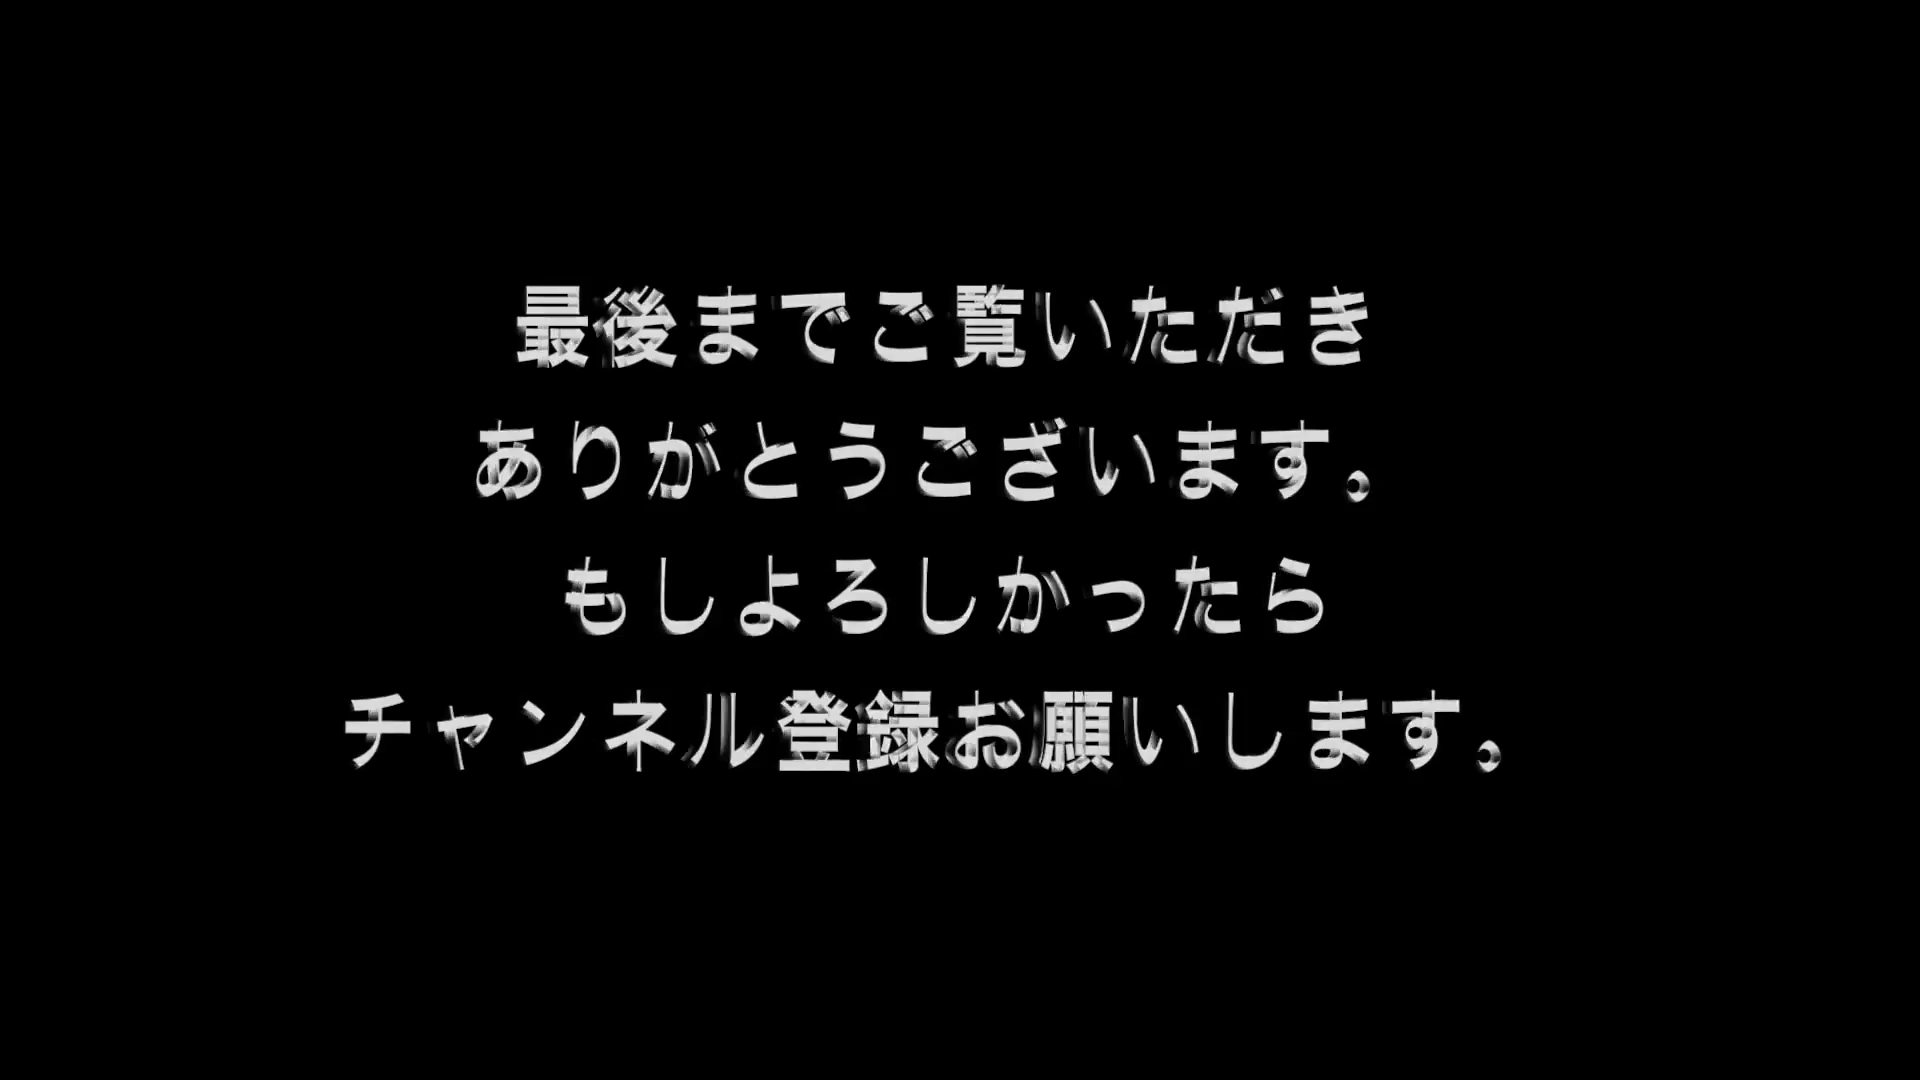 最後までご覧いただき
ありがとうございます。
もしよろしかったら
チャンネル登録お願いします。